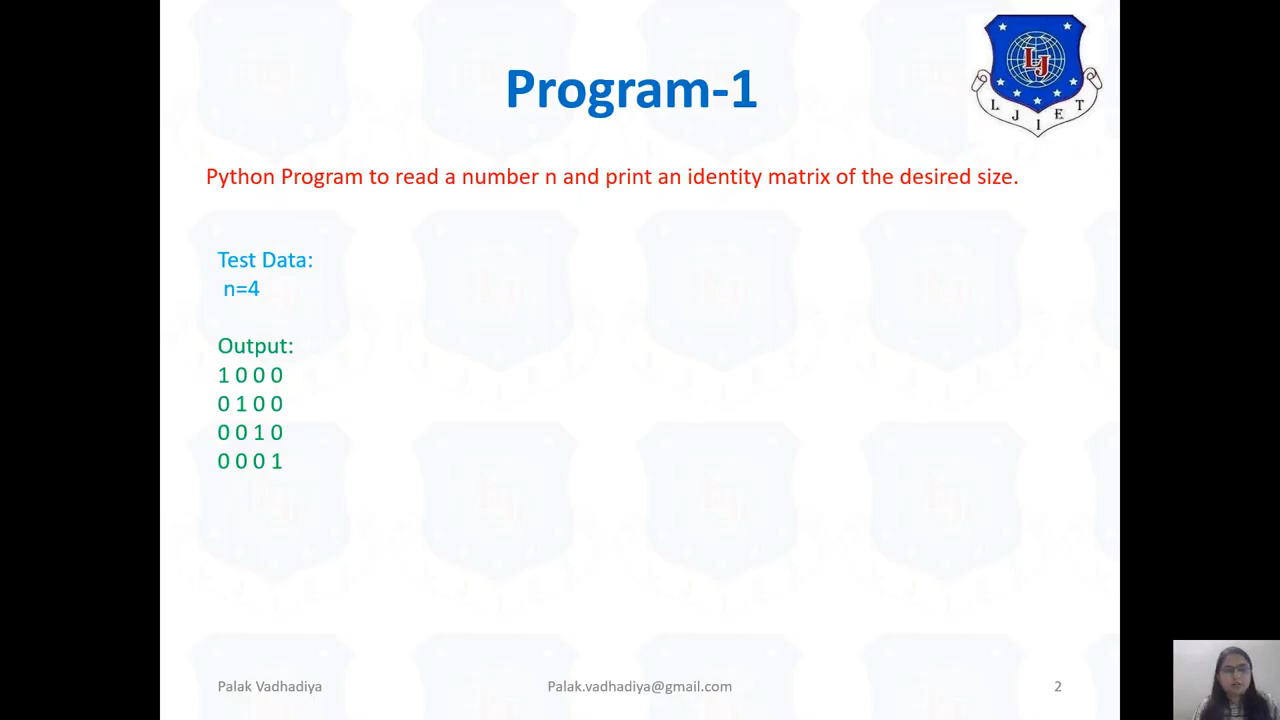 Program-1
LJ
L J I E T
Python Program to read a number n and print an identity matrix of the desired size.
Test Data:
n=4
Output:
1 0 0 0
0 1 0 0
0 0 1 0
0 0 0 1
Palak Vadhadiya
Palak.vadhadiya@gmail.com
2